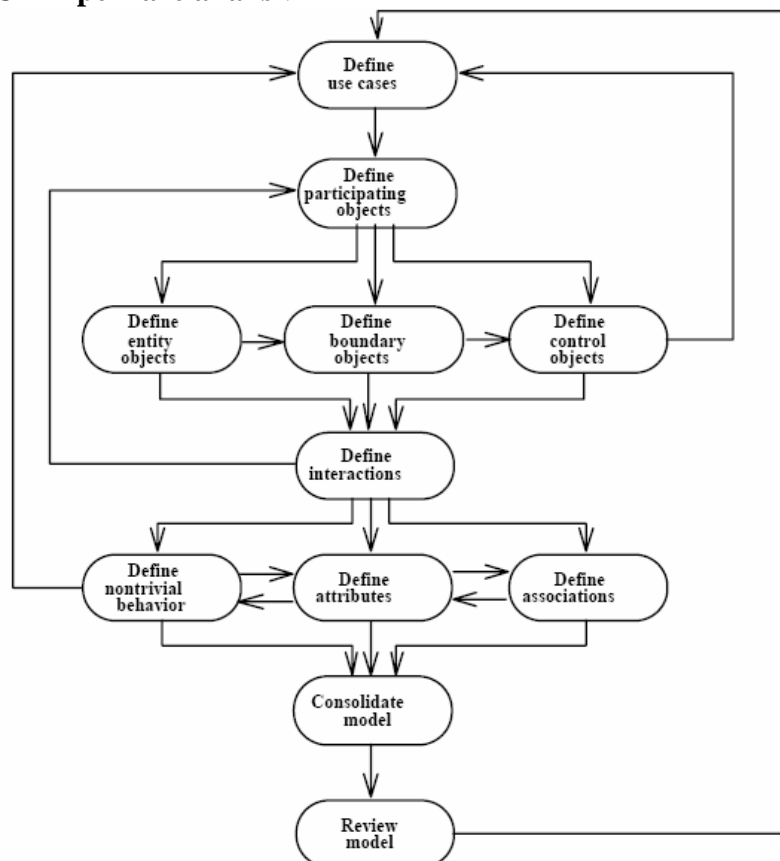 Define
use cases
Define
participating
objects
Define
entity
objects
Define
boundary
objects
Define
control
objects
Define
interactions
Define
nontrivial
behavior
Define
attributes
Define
associations
Consolidate
model
Review
model